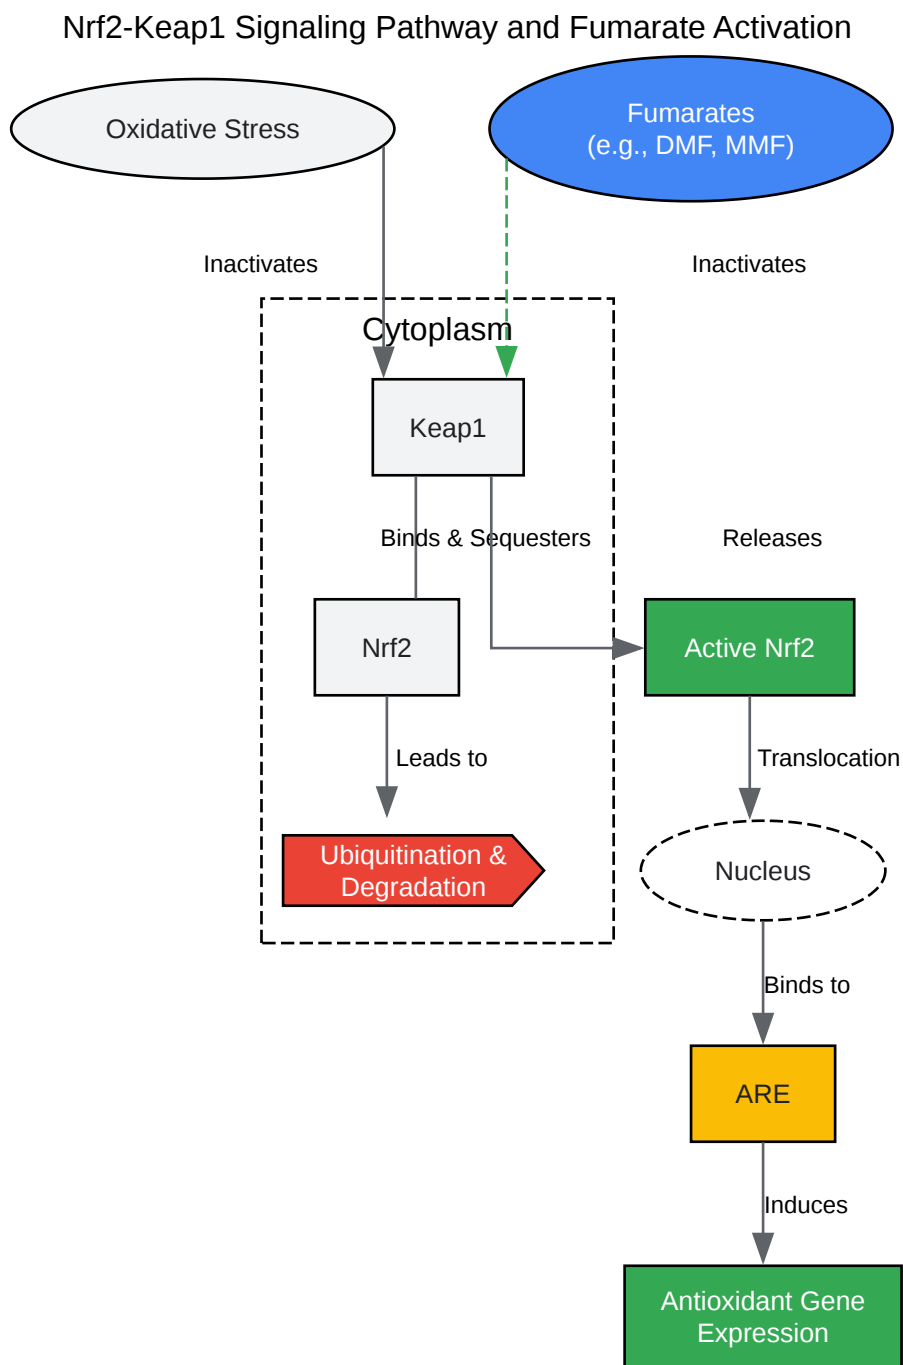 Nrf2-Keap1 Signaling Pathway and Fumarate Activation
Oxidative Stress
Fumarates
(e.g., DMF, MMF)
Inactivates
Inactivates
Cytoplasm
Keap1
Binds & Sequesters
Releases
Nrf2
Active Nrf2
Leads to
Translocation
Ubiquitination &
Degradation
Nucleus
Binds to
ARE
Induces
Antioxidant Gene
Expression